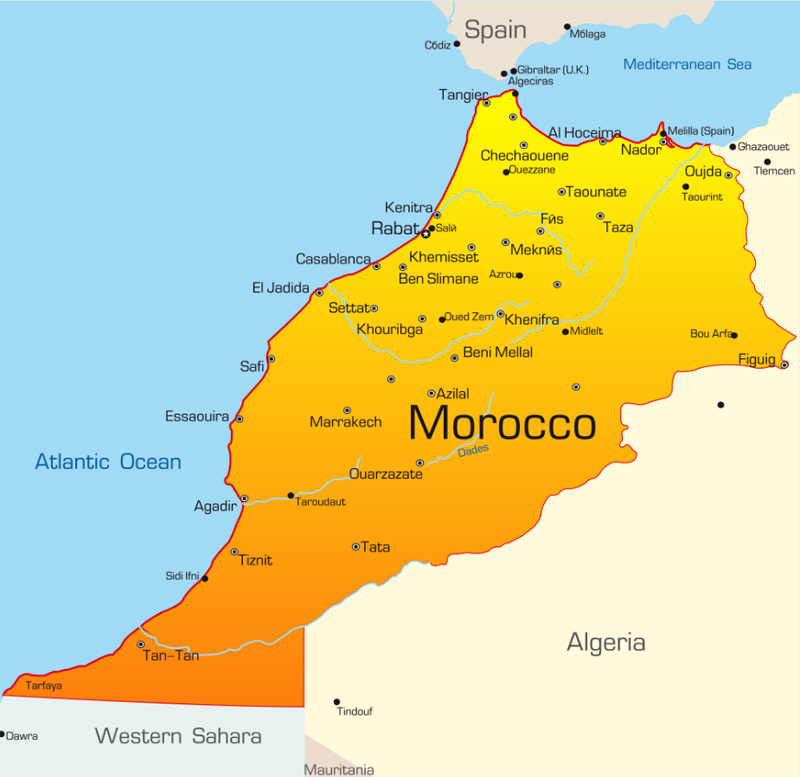 Spain
Mőlaga
Cődiz
Mediterranean Sea
Gibraltar (U.K.)
Algeciras
Tangier
Al Hoceima
Melilla (Spain)
Nador
Ghazaouet
Chechaouene
Tlemcen
Ouezzane
Oujda
Taounate
Taourint
Kenitra
Rabat
Salй
Fйs
Taza
Meknйs
Khemisset
Casablanca
Ben Slimane
Azrou
El Jadida
Settat
Oued Zem
Khenifra
Khouribga
Midlelt
Bou Arfa
Beni Mellal
Figuig
Safi
Azilal
Essaouira
Marrakech
Morocco
Dades
Atlantic Ocean
Ouarzazate
Agadir
Taroudaut
Tata
Tiznit
Sidi Ifni
Algeria
Tan-Tan
Tarfaya
Tindouf
Dawra
Western Sahara
Mauritania